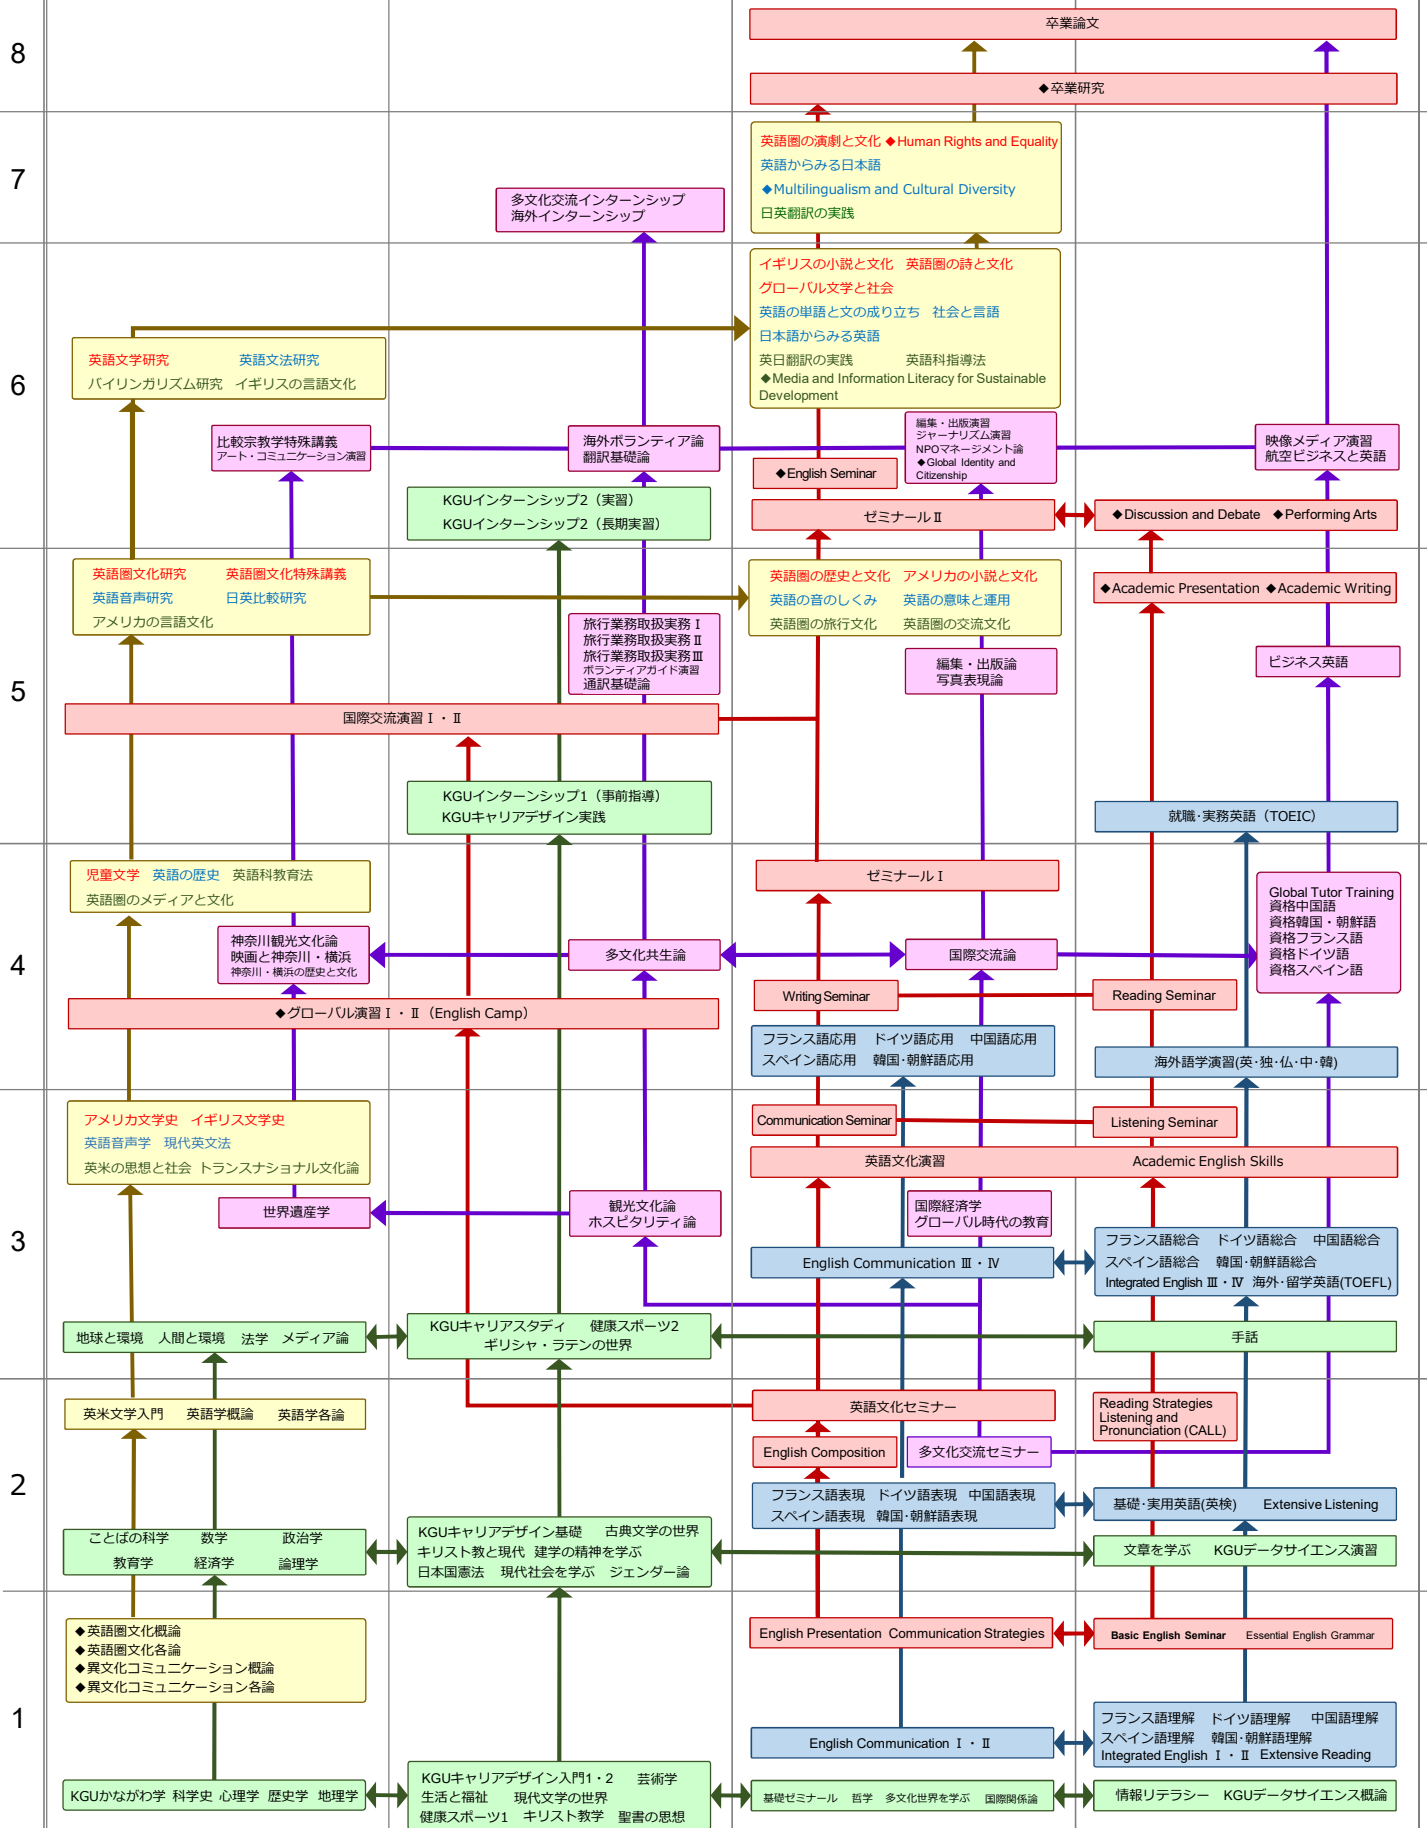 8
卒業論文
◆卒業研究
7
英語圏の演劇と文化 ◆Human Rights and Equality
英語からみる日本語
◆Multilingualism and Cultural Diversity
日英翻訳の実践
多文化交流インターンシップ
海外インターンシップ
6
イギリスの小説と文化 英語圏の詩と文化
グローバル文学と社会
英語の単語と文の成り立ち 社会と言語
日本語からみる英語
英日翻訳の実践 英語科指導法
◆Media and Information Literacy for Sustainable
Development
英語文学研究 英語文法研究
バイリンガリズム研究 イギリスの言語文化
比較宗教学特殊講義
アート・コミュニケーション演習
海外ボランティア論
翻訳基礎論
編集・出版演習
ジャーナリズム演習
NPOマネージメント論
◆Global Identity and
Citizenship
映像メディア演習
航空ビジネスと英語
◆English Seminar
KGUインターンシップ2（実習）
KGUインターンシップ2（長期実習）
ゼミナールⅡ
◆Discussion and Debate ◆Performing Arts
5
英語圏文化研究 英語圏文化特殊講義
英語音声研究 日英比較研究
アメリカの言語文化
英語圏の歴史と文化 アメリカの小説と文化
英語の音のしくみ 英語の意味と運用
英語圏の旅行文化 英語圏の交流文化
◆Academic Presentation ◆Academic Writing
旅行業務取扱実務Ⅰ
旅行業務取扱実務Ⅱ
旅行業務取扱実務Ⅲ
ボランティアガイド演習
通訳基礎論
編集・出版論
写真表現論
ビジネス英語
国際交流演習Ⅰ・Ⅱ
KGUインターンシップ1（事前指導）
KGUキャリアデザイン実践
就職･実務英語（TOEIC）
4
児童文学 英語の歴史 英語科教育法
英語圏のメディアと文化
ゼミナールⅠ
Global Tutor Training
資格中国語
資格韓国・朝鮮語
資格フランス語
資格ドイツ語
資格スペイン語
神奈川観光文化論
映画と神奈川・横浜
神奈川・横浜の歴史と文化
多文化共生論
国際交流論
Writing Seminar
Reading Seminar
◆グローバル演習Ⅰ・Ⅱ（English Camp）
フランス語応用 ドイツ語応用 中国語応用
スペイン語応用 韓国･朝鮮語応用
海外語学演習(英･独･仏･中･韓)
3
アメリカ文学史 イギリス文学史
英語音声学 現代英文法
英米の思想と社会 トランスナショナル文化論
Communication Seminar
Listening Seminar
英語文化演習 Academic English Skills
世界遺産学
観光文化論
ホスピタリティ論
国際経済学
グローバル時代の教育
English Communication Ⅲ・Ⅳ
フランス語総合 ドイツ語総合 中国語総合
スペイン語総合 韓国･朝鮮語総合
Integrated English Ⅲ・Ⅳ 海外･留学英語(TOEFL)
地球と環境 人間と環境 法学 メディア論
KGUキャリアスタディ 健康スポーツ2
ギリシャ・ラテンの世界
手話
2
英米文学入門 英語学概論 英語学各論
英語文化セミナー
Reading Strategies
Listening and
Pronunciation (CALL)
English Composition
多文化交流セミナー
フランス語表現 ドイツ語表現 中国語表現
スペイン語表現 韓国･朝鮮語表現
基礎･実用英語(英検) Extensive Listening
ことばの科学 数学 政治学
教育学 経済学 論理学
KGUキャリアデザイン基礎 古典文学の世界
キリスト教と現代 建学の精神を学ぶ
日本国憲法 現代社会を学ぶ ジェンダー論
文章を学ぶ KGUデータサイエンス演習
1
◆英語圏文化概論
◆英語圏文化各論
◆異文化コミュニケーション概論
◆異文化コミュニケーション各論
English Presentation Communication Strategies
Basic English Seminar Essential English Grammar
English Communication Ⅰ・Ⅱ
フランス語理解 ドイツ語理解 中国語理解
スペイン語理解 韓国･朝鮮語理解
Integrated English Ⅰ・Ⅱ Extensive Reading
KGUかながわ学 科学史 心理学 歴史学 地理学
KGUキャリアデザイン入門1・2 芸術学
生活と福祉 現代文学の世界
健康スポーツ1 キリスト教学 聖書の思想
基礎ゼミナール 哲学 多文化世界を学ぶ 国際関係論
情報リテラシー KGUデータサイエンス概論